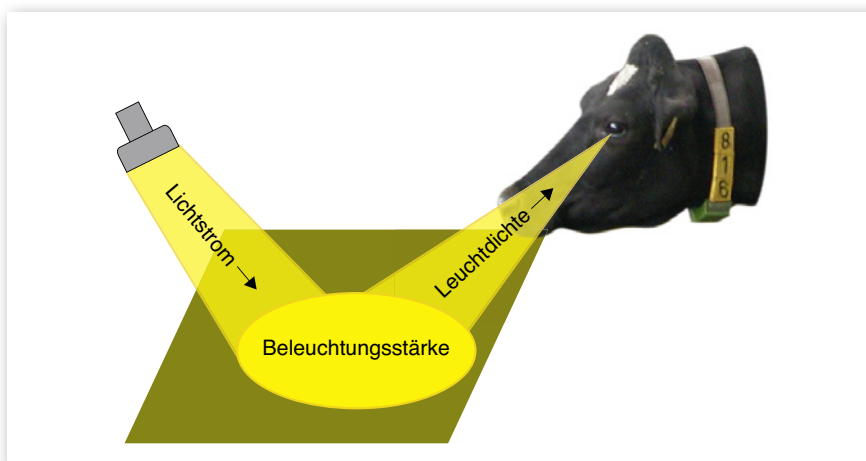 Lichtstrom →
Leuchtdichte →
Beleuchtungsstärke
8
1
6